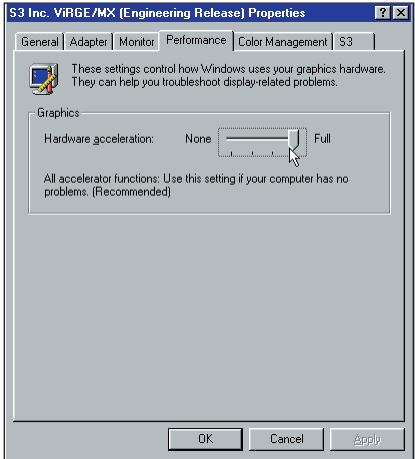 S3 Inc. ViRGE/MX (Engineering Release) Properties
General Adapter Monitor Performance Color Management S3
These settings control how Windows uses your graphics hardware.
They can help you troubleshoot display-related problems.
Graphics
Hardware acceleration: None Full
All accelerator functions: Use this setting if your computer has no
problems. (Recommended)
OK Cancel Apply